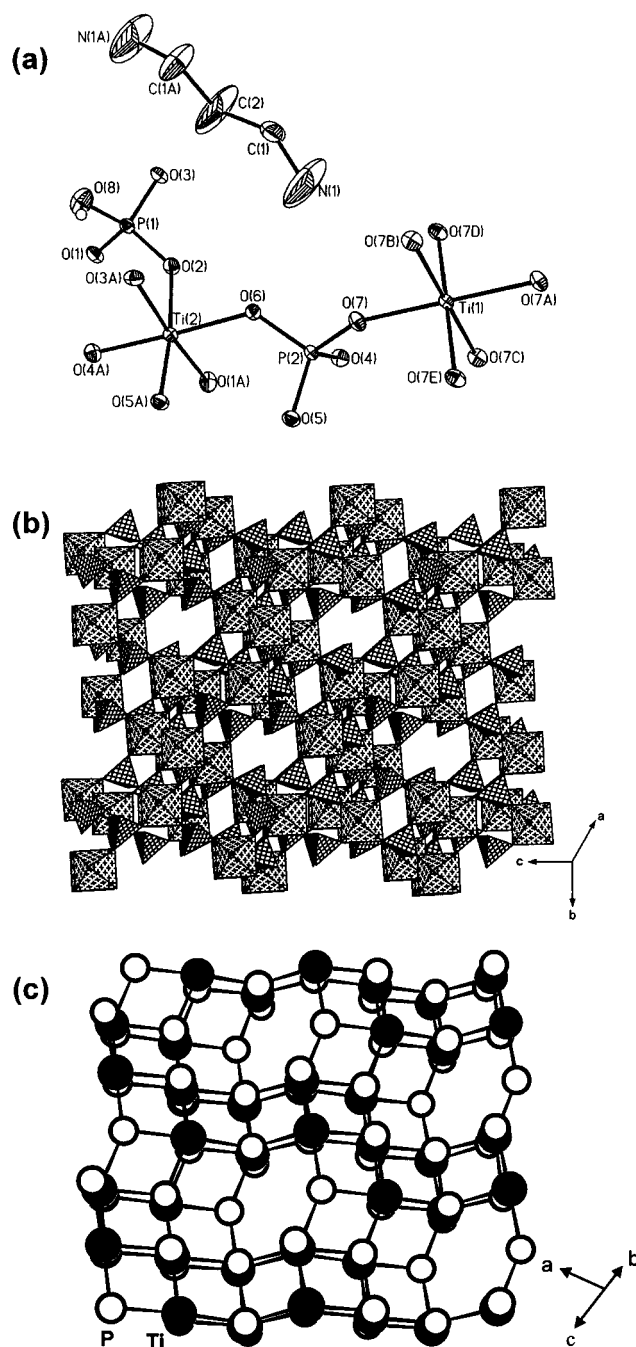 (a)
N(1A)
C(1A)
C(2)
C(1)
N(1)
O(8)
O(3)
P(1)
O(1)
O(2)
O(3A)
Ti(2)
O(6)
O(4A)
O(5A)
O(1A)
P(2)
O(4)
O(5)
O(7)
O(7B)
O(7D)
Ti(1)
O(7A)
O(7C)
O(7E)
(b)
a
c
b
(c)
a
b
c
P Ti